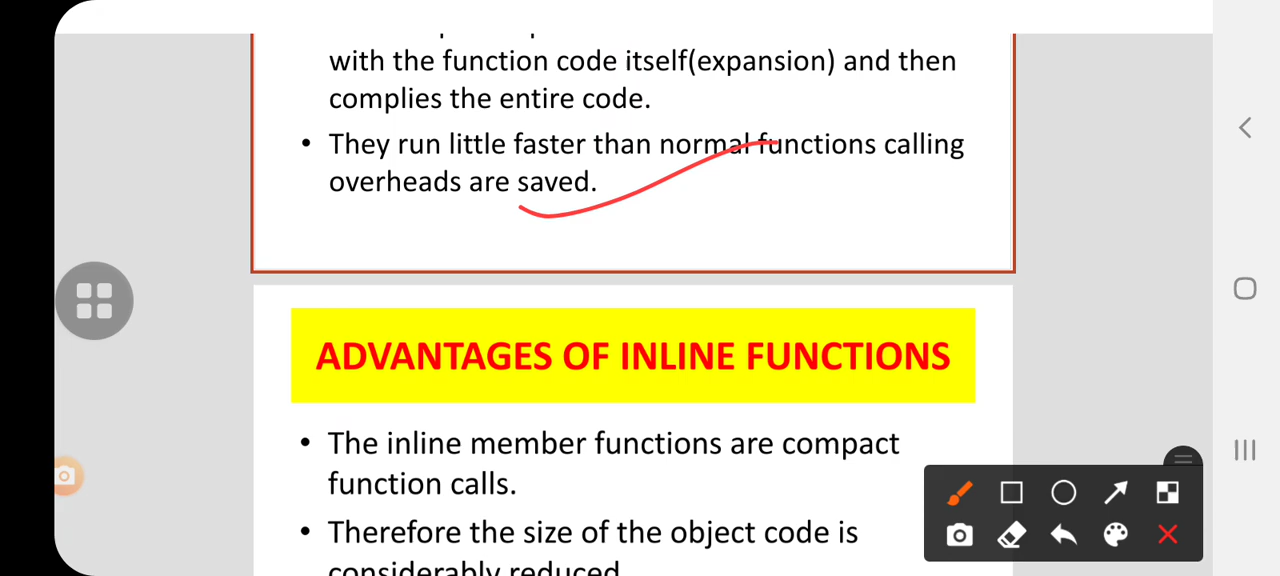 with the function code itself(expansion) and then
complies the entire code.
• They run little faster than normal functions calling
overheads are saved.
ADVANTAGES OF INLINE FUNCTIONS
• The inline member functions are compact
function calls.
• Therefore the size of the object code is
considerably reduced